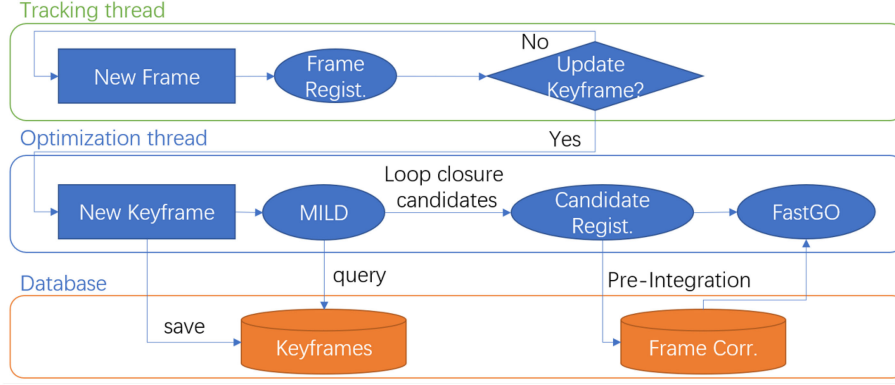 Tracking thread
No
New Frame
Frame
Regist.
Update
Keyframe?
Yes
Optimization thread
New Keyframe
MILD
Loop closure
candidates
Candidate
Regist.
FastGO
Database
query
Pre-Integration
save
Keyframes
Frame Corr.